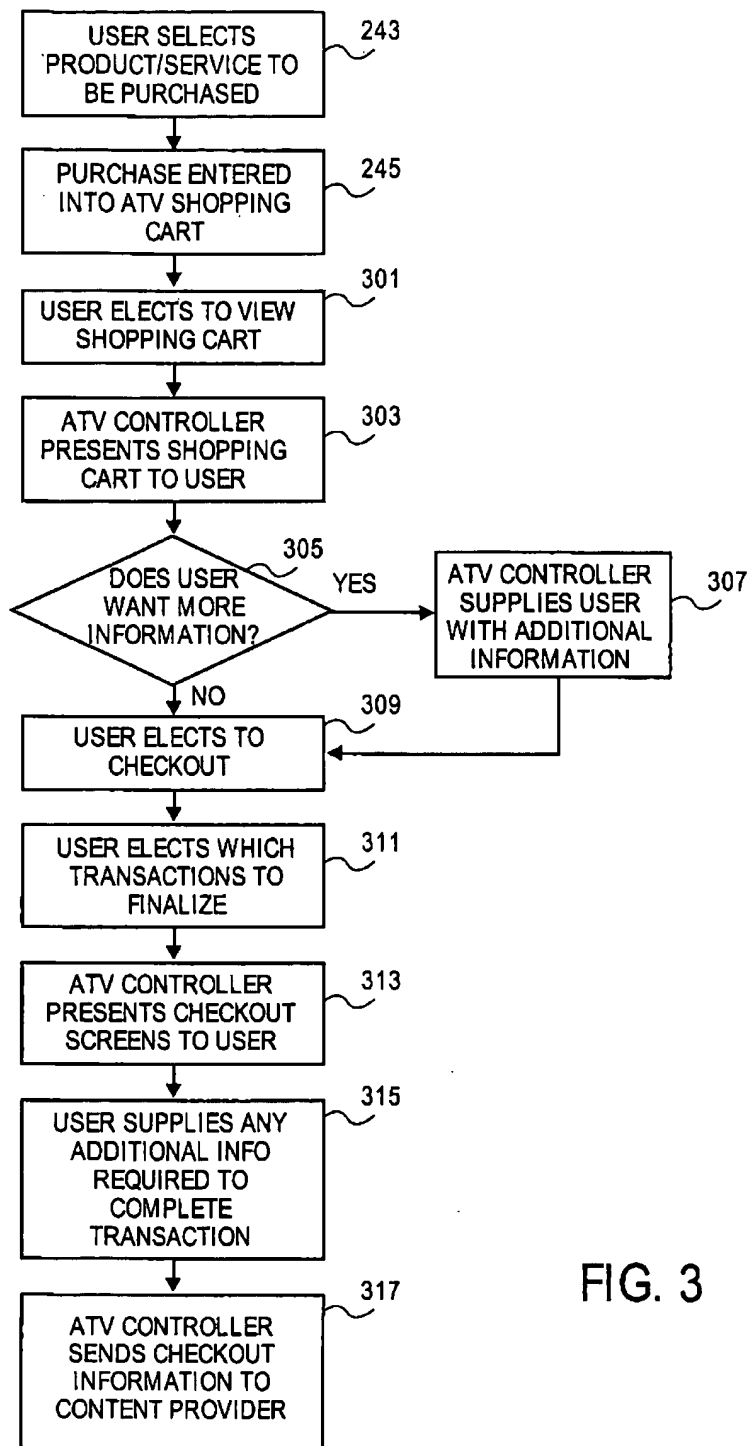 USER SELECTS
PRODUCT/SERVICE TO
BE PURCHASED
243
PURCHASE ENTERED
INTO ATV SHOPPING
CART
245
USER ELECTS TO VIEW
SHOPPING CART
301
ATV CONTROLLER
PRESENTS SHOPPING
CART TO USER
303
DOES USER
WANT MORE
INFORMATION?
305
YES
ATV CONTROLLER
SUPPLIES USER
WITH ADDITIONAL
INFORMATION
307
NO
USER ELECTS TO
CHECKOUT
309
USER ELECTS WHICH
TRANSACTIONS TO
FINALIZE
311
ATV CONTROLLER
PRESENTS CHECKOUT
SCREENS TO USER
313
USER SUPPLIES ANY
ADDITIONAL INFO
REQUIRED TO
COMPLETE
TRANSACTION
315
ATV CONTROLLER
SENDS CHECKOUT
INFORMATION TO
CONTENT PROVIDER
317
FIG. 3